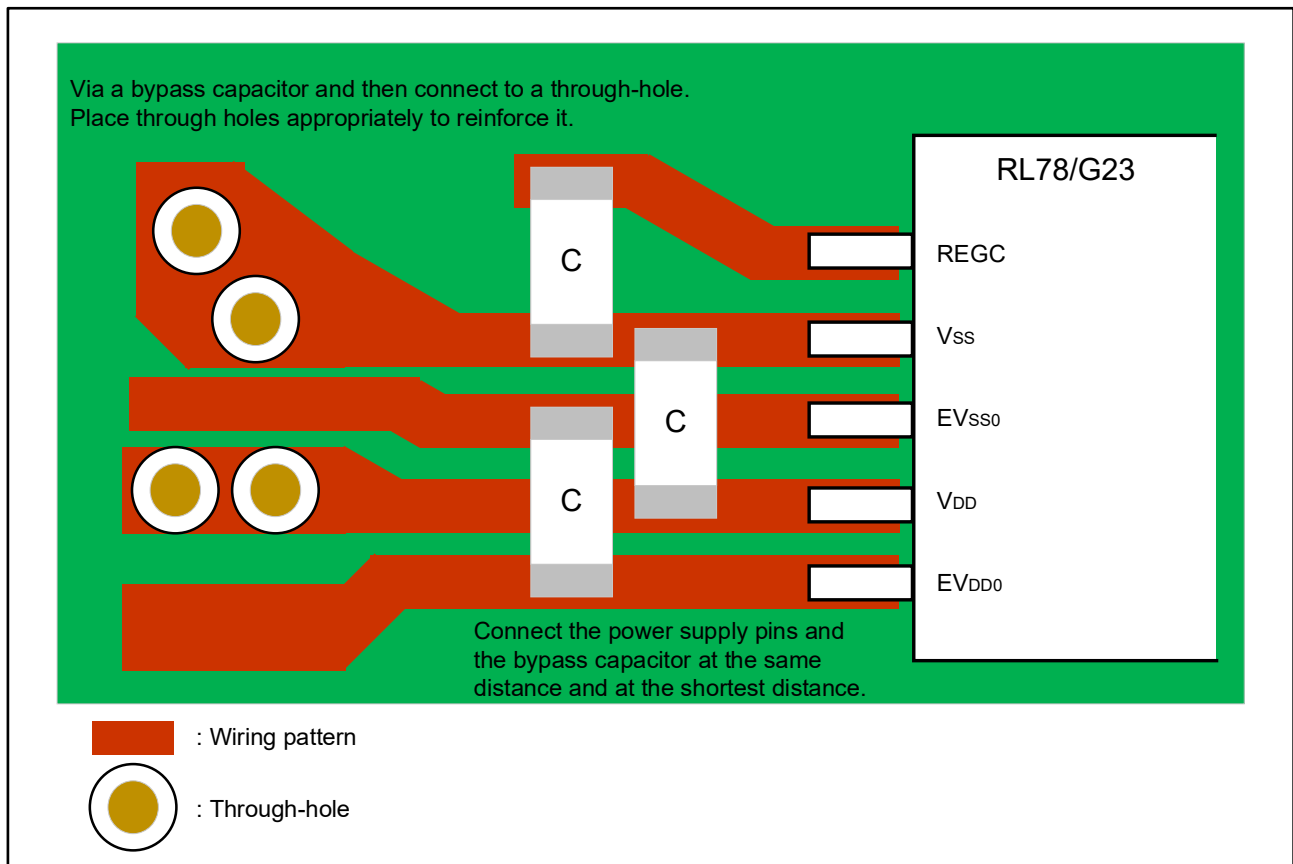 Via a bypass capacitor and then connect to a through-hole.
Place through holes appropriately to reinforce it.
RL78/G23
REGC
VSS
EVSS0
VDD
EVDD0
C
C
C
Connect the power supply pins and
the bypass capacitor at the same
distance and at the shortest distance.
: Wiring pattern
: Through-hole